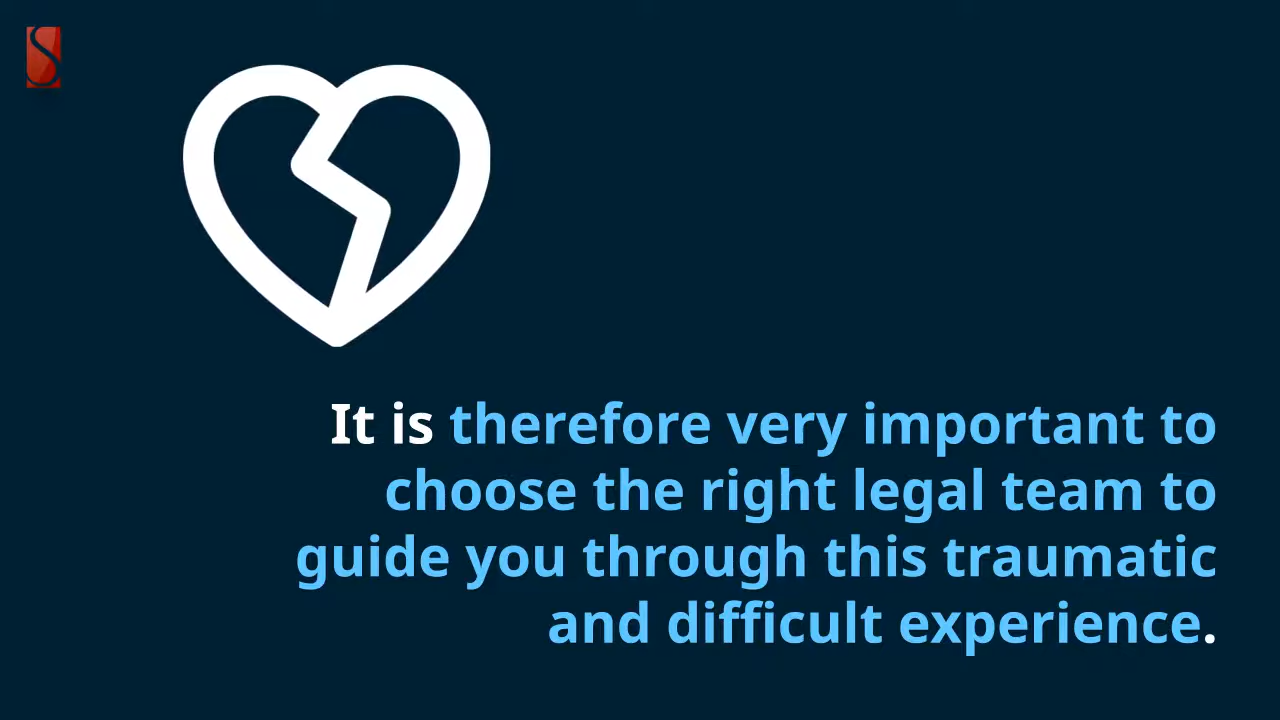 S
It is therefore very important to
choose the right legal team to
guide you through this traumatic
and difficult experience.